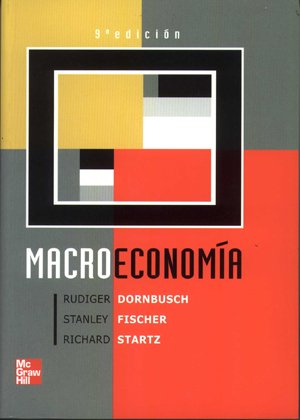 9ª edición
MACROECONOMÍA
RUDIGER DORNBUSCH
STANLEY FISCHER
RICHARD STARTZ
Mc
Graw
Hill